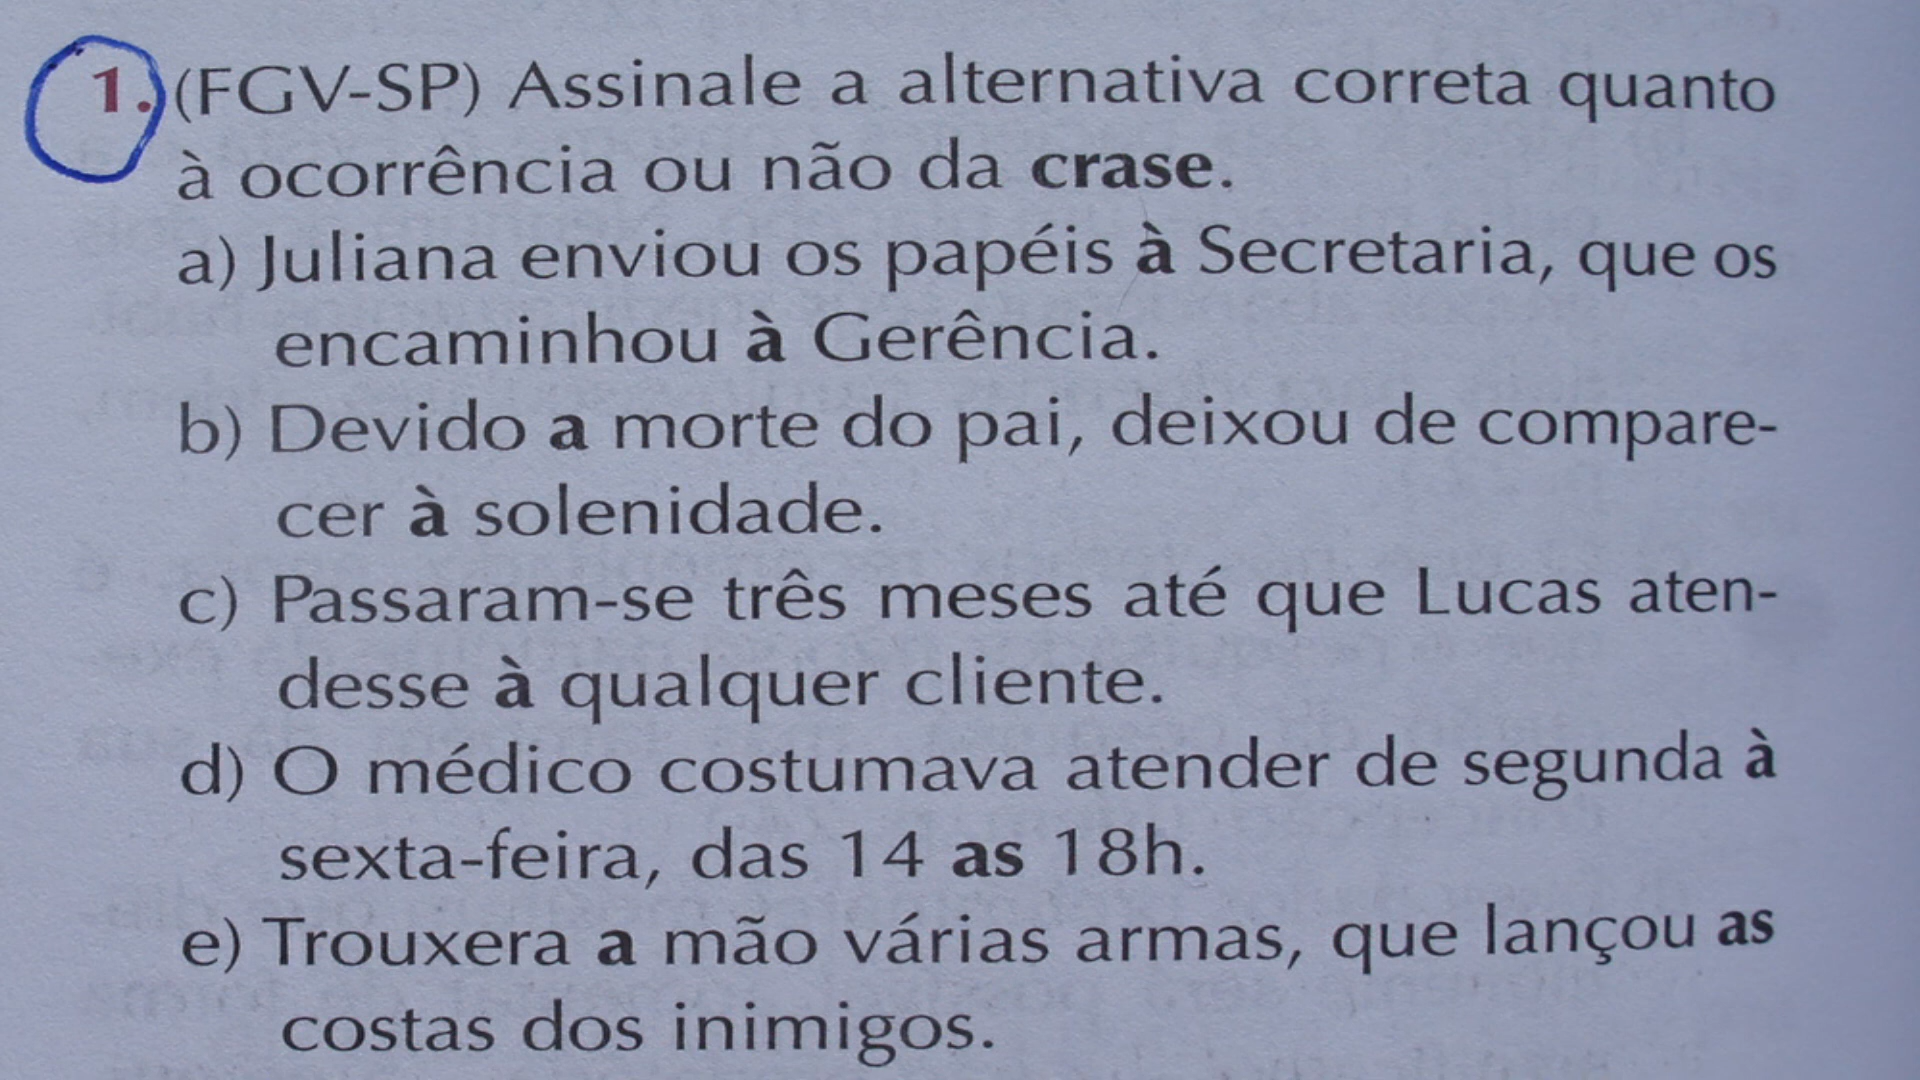 1. (FGV-SP) Assinale a alternativa correta quanto
à ocorrência ou não da crase.
a) Juliana enviou os papéis à Secretaria, que os
encaminhou à Gerência.
b) Devido a morte do pai, deixou de compare-
cer à solenidade.
c) Passaram-se três meses até que Lucas aten-
desse à qualquer cliente.
d) O médico costumava atender de segunda à
sexta-feira, das 14 as 18h.
e) Trouxera a mão várias armas, que lançou as
costas dos inimigos.